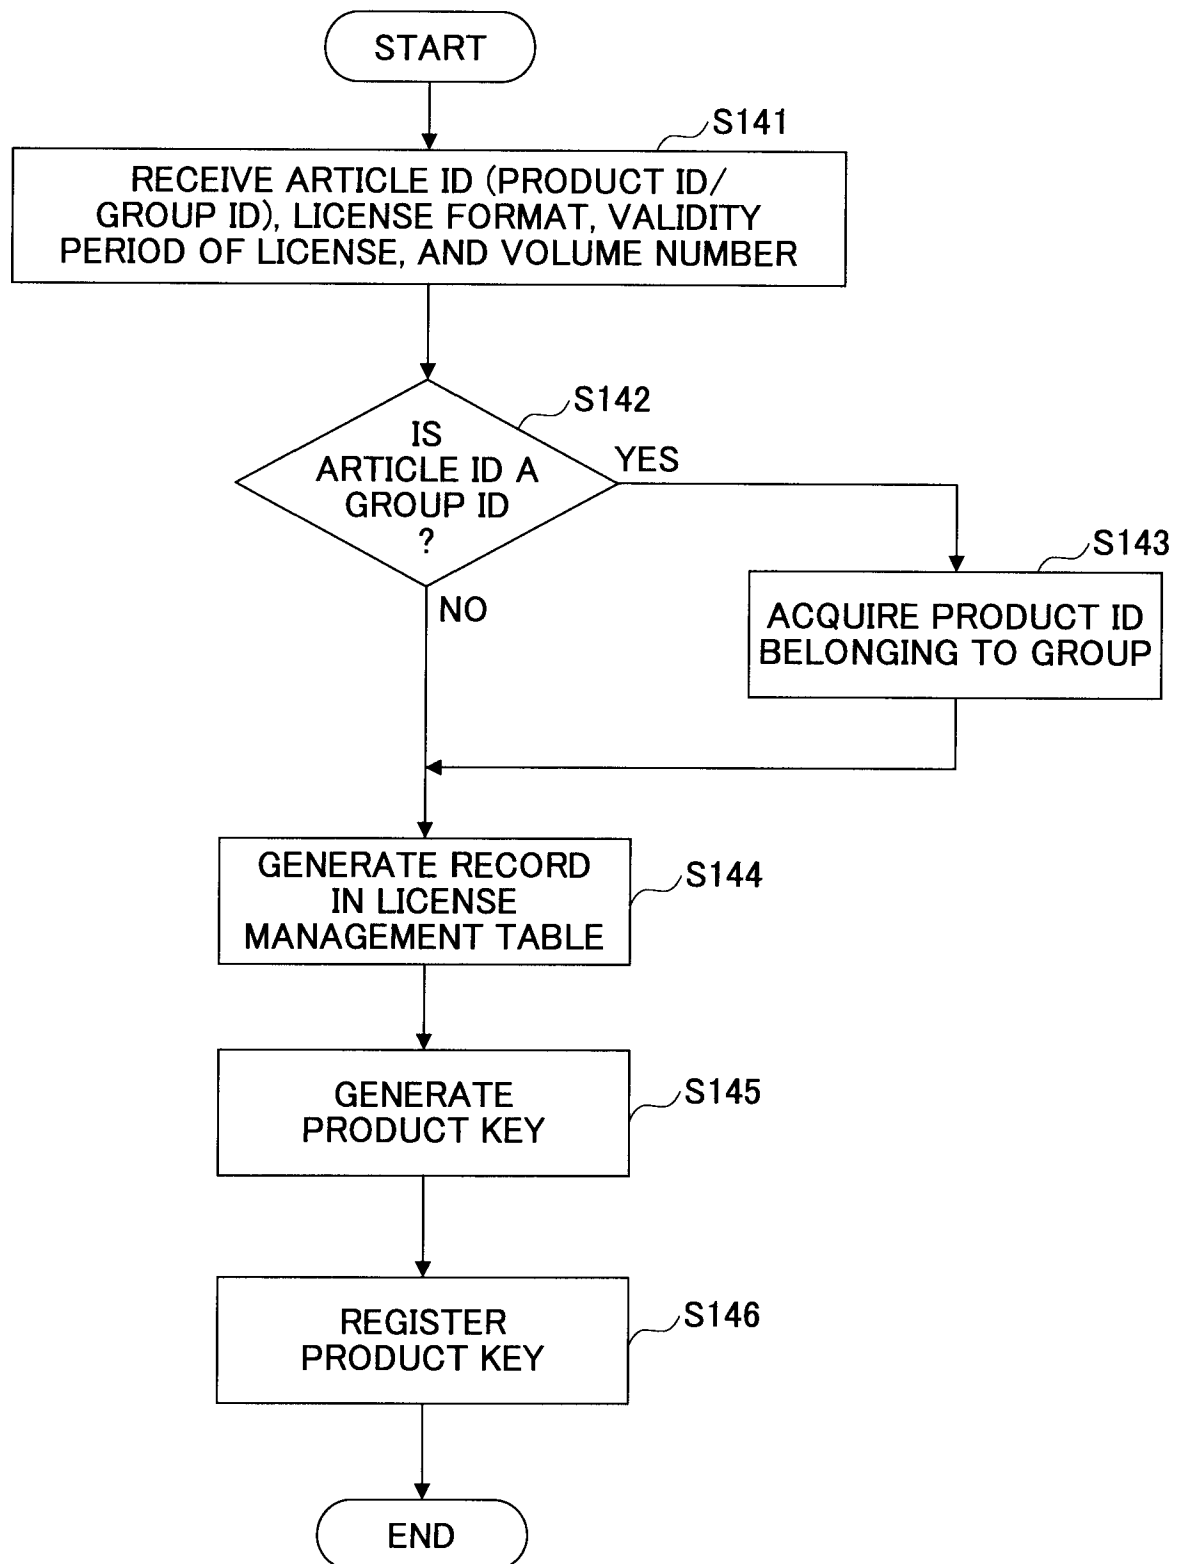 START
S141
RECEIVE ARTICLE ID (PRODUCT ID/
GROUP ID), LICENSE FORMAT, VALIDITY
PERIOD OF LICENSE, AND VOLUME NUMBER
S142
IS
ARTICLE ID A
GROUP ID
?
YES
NO
S143
ACQUIRE PRODUCT ID
BELONGING TO GROUP
GENERATE RECORD
IN LICENSE
MANAGEMENT TABLE
S144
GENERATE
PRODUCT KEY
S145
REGISTER
PRODUCT KEY
S146
END